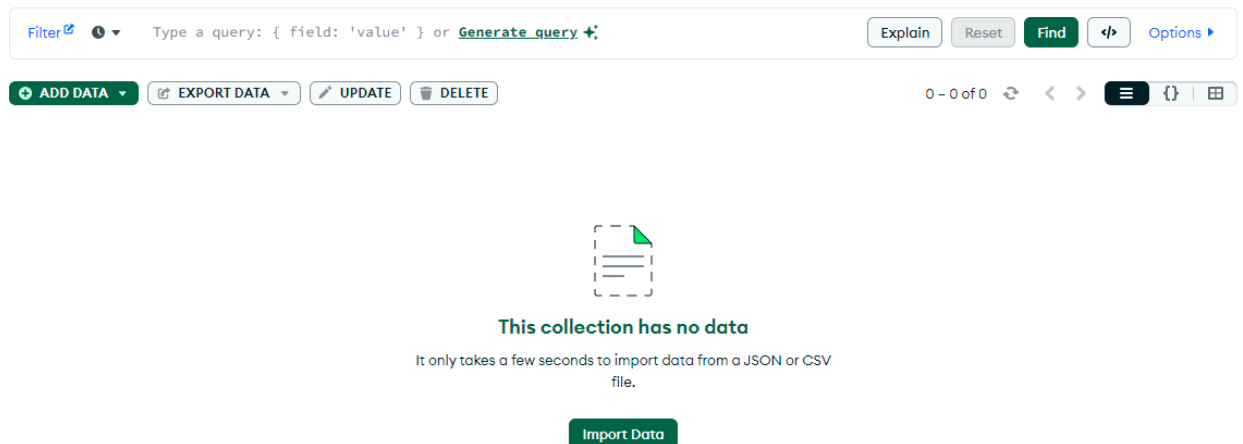 Filter Type a query: { field: 'value' } or Generate query Explain Reset Find </> Options
ADD DATA EXPORT DATA UPDATE DELETE 0 – 0 of 0 {}
This collection has no data
It only takes a few seconds to import data from a JSON or CSV
file.
Import Data